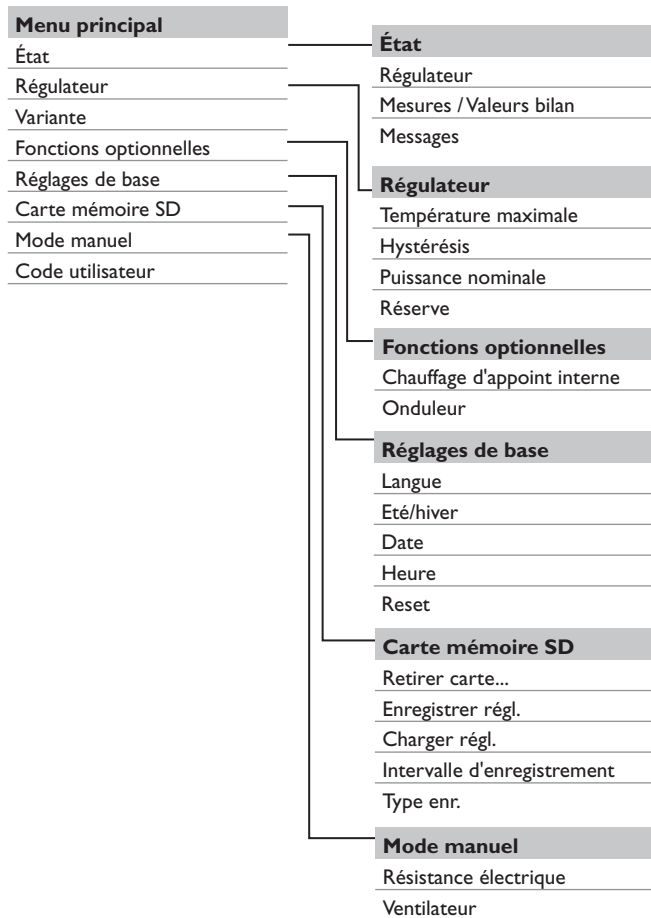 Menu principal
État
Régulateur
Variante
Fonctions optionnelles
Réglages de base
Carte mémoire SD
Mode manuel
Code utilisateur
État
Régulateur
Mesures / Valeurs bilan
Messages
Régulateur
Température maximale
Hystérésis
Puissance nominale
Réserve
Fonctions optionnelles
Chauffage d'appoint interne
Onduleur
Réglages de base
Langue
Eté/hiver
Date
Heure
Reset
Carte mémoire SD
Retirer carte...
Enregistrer régl.
Charger régl.
Intervalle d'enregistrement
Type enr.
Mode manuel
Résistance électrique
Ventilateur